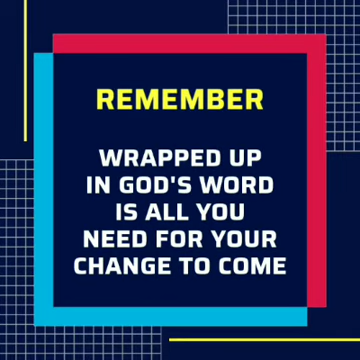 REMEMBER
WRAPPED UP
IN GOD'S WORD
IS ALL YOU
NEED FOR YOUR
CHANGE TO COME